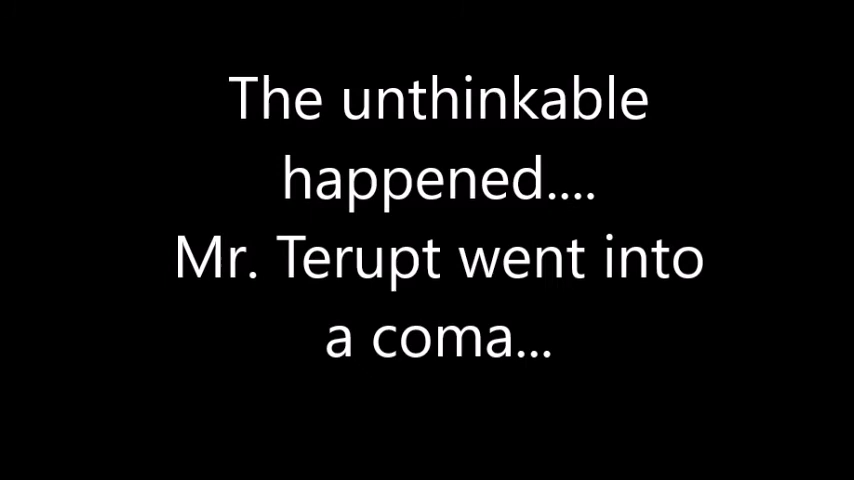 The unthinkable
happened....
Mr. Terupt went into
a coma...